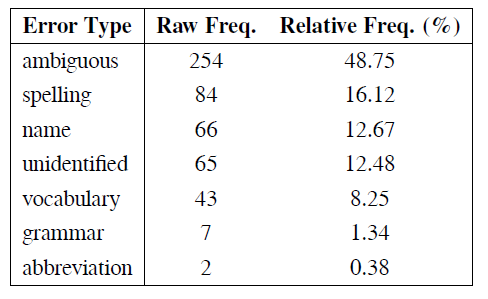 Error Type Raw Freq. Relative Freq. (%)
ambiguous 254 48.75
spelling 84 16.12
name 66 12.67
unidentified 65 12.48
vocabulary 43 8.25
grammar 7 1.34
abbreviation 2 0.38